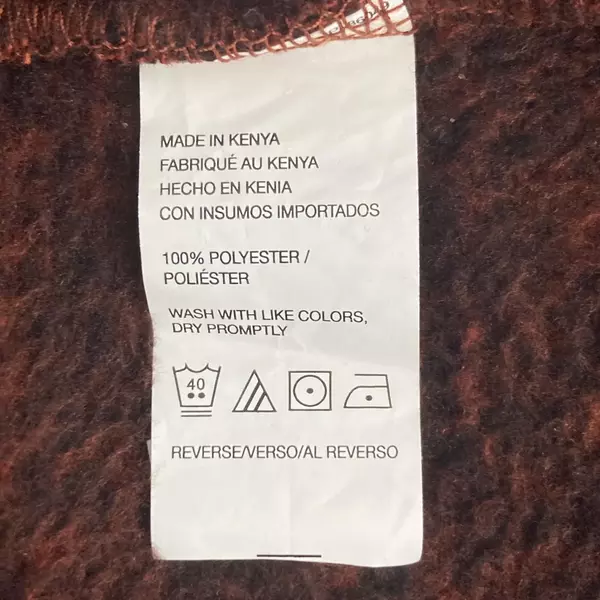 MADE IN KENYA
FABRIQUÉ AU KENYA
HECHO EN KENIA
CON INSUMOS IMPORTADOS
100% POLYESTER /
POLIÉSTER
WASH WITH LIKE COLORS,
DRY PROMPTLY
40
REVERSE/VERSO/AL REVERSO